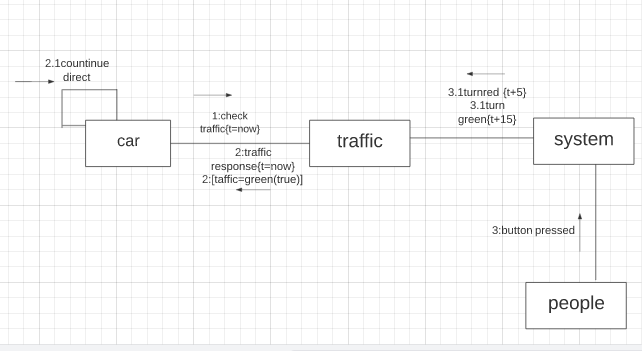 2.1countinue
direct
1:check
traffic{t=now}
3.1turnred {t+5}
3.1turn
green{t+15}
car
traffic
system
2:traffic
response{t=now}
2:[taffic=green(true)]
3:button pressed
people